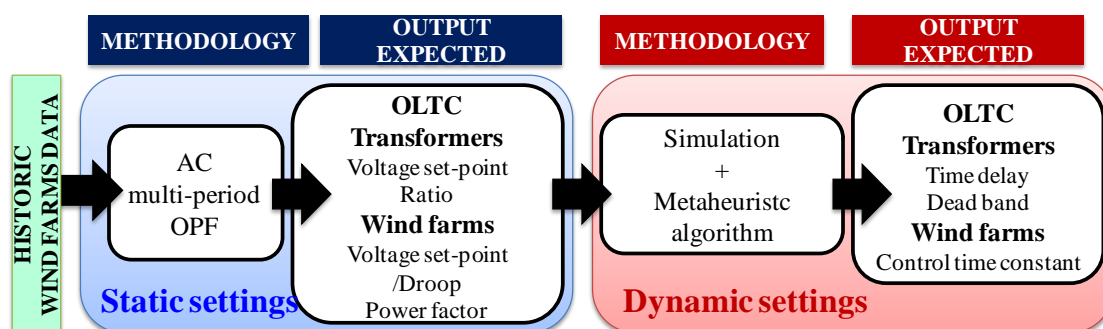 METHODOLOGY
OUTPUT
EXPECTED
METHODOLOGY
OUTPUT
EXPECTED
HISTORIC
WIND FARMS DATA
AC
multi-period
OPF
OLTC
Transformers
Voltage set-point
Ratio
Wind farms
Voltage set-point
/Droop
Power factor
Static settings
Simulation
+
Metaheuristc
algorithm
OLTC
Transformers
Time delay
Dead band
Wind farms
Control time constant
Dynamic settings